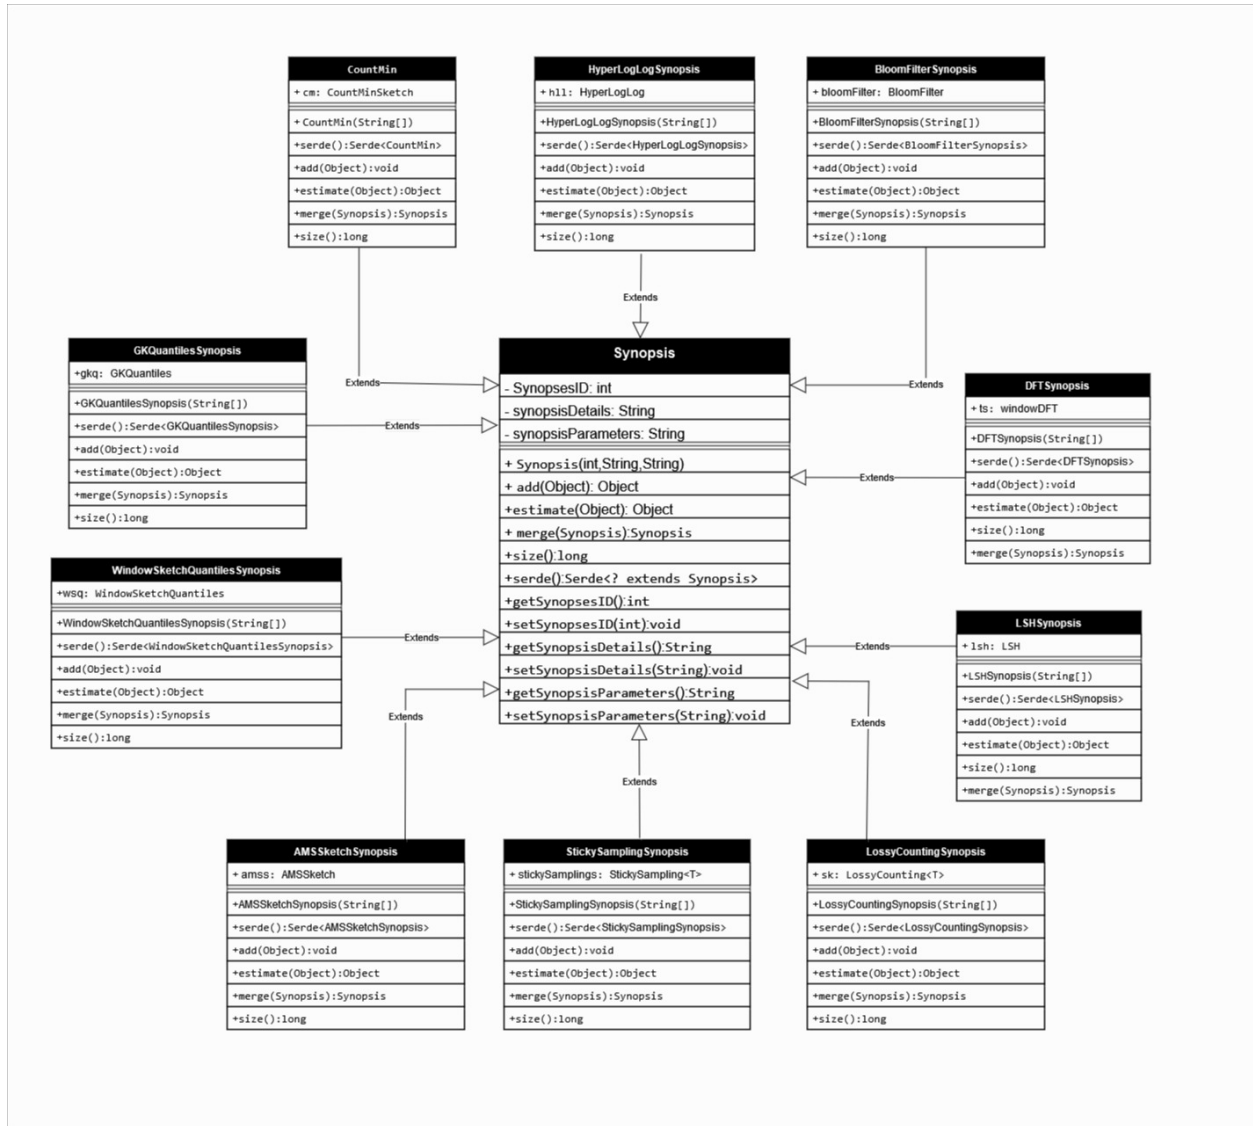 CountMin
+ cm: CountMinSketch
+ CountMin(String[])
+serde():Serde<CountMin>
+add(Object):void
+estimate(Object):Object
+merge(Synopsis):Synopsis
+size():long
HyperLogLogSynopsis
+ hll: HyperLogLog
+HyperLogLogSynopsis(String[])
+serde():Serde<HyperLogLogSynopsis>
+add(Object):void
+estimate(Object):Object
+merge(Synopsis):Synopsis
+size():long
BloomFilterSynopsis
+ bloomFilter: BloomFilter
+BloomFilterSynopsis(String[])
+serde():Serde<BloomFilterSynopsis>
+add(Object):void
+estimate(Object):Object
+merge(Synopsis):Synopsis
+size():long
Extends
Extends
Extends
GKQuantilesSynopsis
+gkq: GKQuantiles
+GKQuantilesSynopsis(String[])
+serde():Serde<GKQuantilesSynopsis>
+add(Object):void
+estimate(Object):Object
+merge(Synopsis):Synopsis
+size():long
Extends
Synopsis
- SynopsesID: int
- synopsisDetails: String
- synopsisParameters: String
+ Synopsis(int,String,String)
+ add(Object): Object
+estimate(Object): Object
+ merge(Synopsis):Synopsis
+size():long
+serde():Serde<? extends Synopsis>
+getSynopsesID():int
+setSynopsesID(int):void
+getSynopsisDetails():String
+setSynopsisDetails(String):void
+getSynopsisParameters():String
+setSynopsisParameters(String):void
Extends
DFTSynopsis
+ ts: windowDFT
+DFTSynopsis(String[])
+serde():Serde<DFTSynopsis>
+add(Object):void
+estimate(Object):Object
+size():long
+merge(Synopsis):Synopsis
WindowSketchQuantilesSynopsis
+wsq: WindowSketchQuantiles
+WindowSketchQuantilesSynopsis(String[])
+serde():Serde<WindowSketchQuantilesSynopsis>
+add(Object):void
+estimate(Object):Object
+merge(Synopsis):Synopsis
+size():long
Extends
Extends
LSHSynopsis
+ lsh: LSH
+LSHSynopsis(String[])
+serde():Serde<LSHSynopsis>
+add(Object):void
+estimate(Object):Object
+size():long
+merge(Synopsis):Synopsis
Extends
Extends
Extends
AMSSketchSynopsis
+ amss: AMSSketch
+AMSSketchSynopsis(String[])
+serde():Serde<AMSSketchSynopsis>
+add(Object):void
+estimate(Object):Object
+merge(Synopsis):Synopsis
+size():long
StickySamplingSynopsis
+ stickySamplings: StickySampling<T>
+StickySamplingSynopsis(String[])
+serde():Serde<StickySamplingSynopsis>
+add(Object):void
+estimate(Object):Object
+merge(Synopsis):Synopsis
+size():long
LossyCountingSynopsis
+ sk: LossyCounting<T>
+LossyCountingSynopsis(String[])
+serde():Serde<LossyCountingSynopsis>
+add(Object):void
+estimate(Object):Object
+merge(Synopsis):Synopsis
+size():long